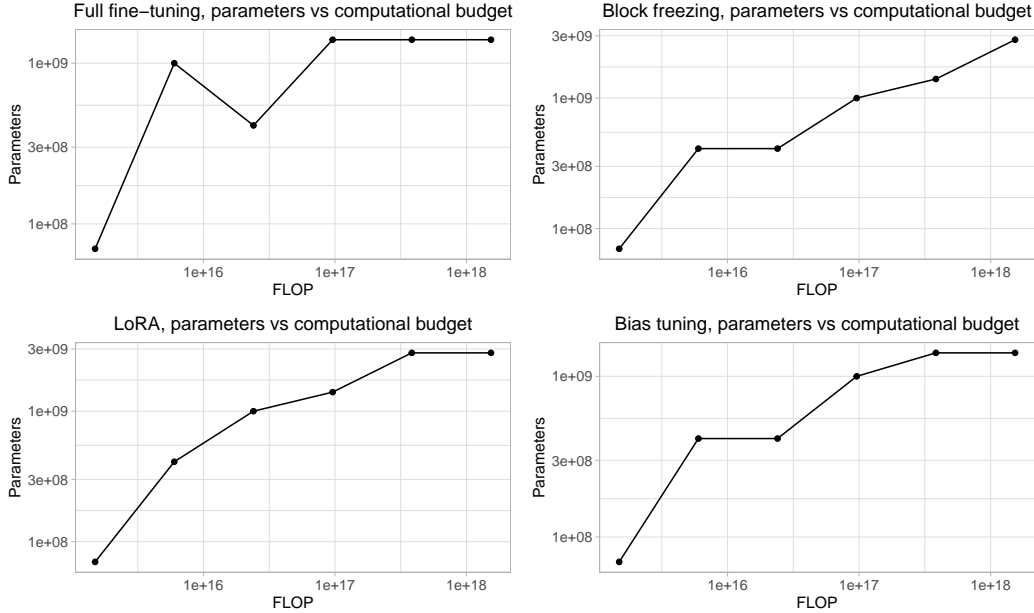 Full fine−tuning, parameters vs computational budget
1e+09
3e+08
1e+08
Parameters
1e+16
1e+17
1e+18
FLOP
Block freezing, parameters vs computational budget
3e+09
1e+09
3e+08
1e+08
Parameters
1e+16
1e+17
1e+18
FLOP
LoRA, parameters vs computational budget
3e+09
1e+09
3e+08
1e+08
Parameters
1e+16
1e+17
1e+18
FLOP
Bias tuning, parameters vs computational budget
1e+09
3e+08
1e+08
Parameters
1e+16
1e+17
1e+18
FLOP